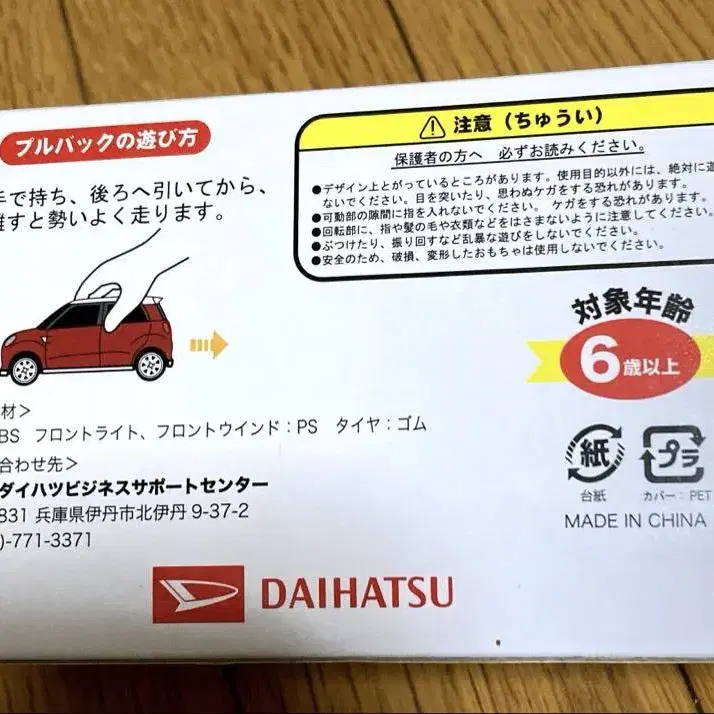 プルバックの遊び方
手で持ち、後ろへ引いてから、
離すと勢いよく走ります。
注意（ちゅうい）
保護者の方へ　必ずお読みください。
●デザイン上とがっているところがあります。使用目的以外には、絶対に遊
ないでください。目を突いたり、思わぬケガをする恐れがあります。
●可動部の隙間に指を入れないでください。ケガをする恐れがあります。
●回転部に、指や髪の毛や衣類などをはさまないように注意してください。
●ぶつけたり、振り回すなど乱暴な遊びをしないでください。
●安全のため、破損、変形したおもちゃは使用しないでください。
対象年齢
6歳以上
材＞
BS　フロントライト、フロントウインド：PS　タイヤ：ゴム
合わせ先＞
ダイハツビジネスサポートセンター
831 兵庫県伊丹市北伊丹 9-37-2
)-771-3371
紙
台紙
プラ
カバー：PET
MADE IN CHINA
DAIHATSU